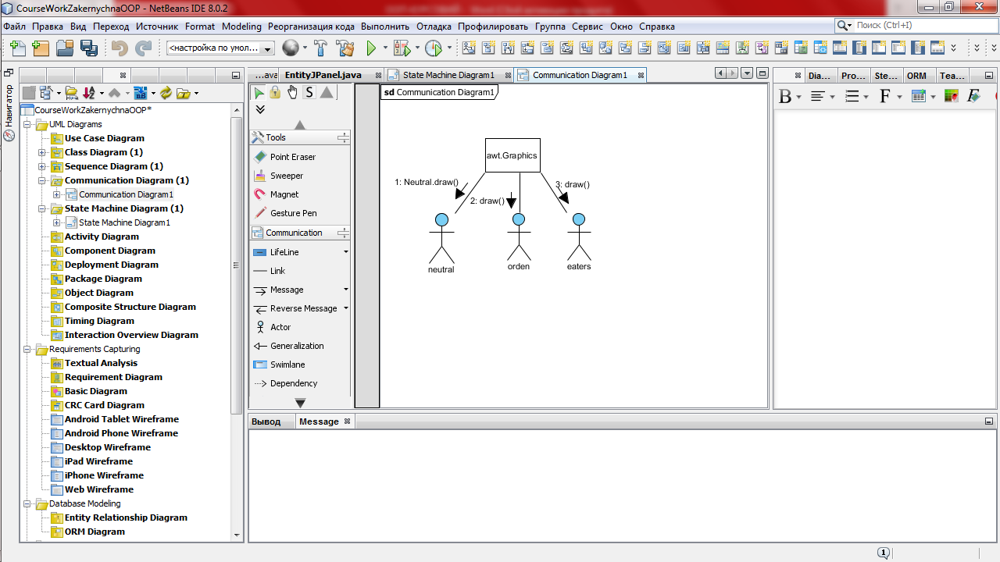 CourseWorkZakernychnaOOP - NetBeans IDE 8.0.2
Файл Правка Вид Переход Источник Format Modeling Реорганизация кода Выполнить Отладка Профилировать Группа Сервис Окно Справка
Поиск (Ctrl+I)
<настройка по умол...
...ava EntityJPanel.java State Machine Diagram1 Communication Diagram1
Dia... Pro... Ste... ORM Tea...
Навигатор
CourseWorkZakernychnaOOP*
UML Diagrams
Use Case Diagram
Class Diagram (1)
Sequence Diagram (1)
Communication Diagram (1)
Communication Diagram1
State Machine Diagram (1)
State Machine Diagram1
Activity Diagram
Component Diagram
Deployment Diagram
Package Diagram
Object Diagram
Composite Structure Diagram
Timing Diagram
Interaction Overview Diagram
Requirements Capturing
Textual Analysis
Requirement Diagram
Basic Diagram
CRC Card Diagram
Android Tablet Wireframe
Android Phone Wireframe
Desktop Wireframe
iPad Wireframe
iPhone Wireframe
Web Wireframe
Database Modeling
Entity Relationship Diagram
ORM Diagram
S
Tools
Point Eraser
Sweeper
Magnet
Gesture Pen
Communication
LifeLine
Link
Message
Reverse Message
Actor
Generalization
Swimlane
Dependency
sd Communication Diagram1
awt.Graphics
1: Neutral.draw()
2: draw()
3: draw()
neutral
orden
eaters
B F F
Вывод Message
1